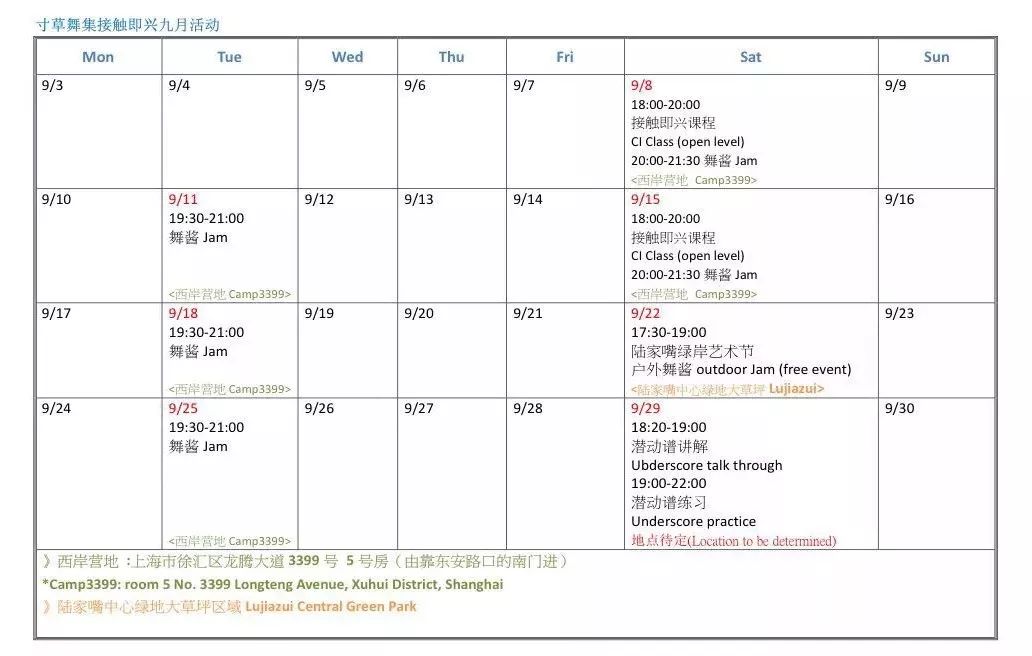 寸草舞集接触即兴九月活动
Mon Tue Wed Thu Fri Sat Sun
9/3
9/4
9/5
9/6
9/7
9/8
18:00-20:00
接触即兴课程
CI Class (open level)
20:00-21:30 舞酱 Jam
<西岸营地 Camp3399>
9/9
9/10
9/11
19:30-21:00
舞酱 Jam
<西岸营地 Camp3399>
9/12
9/13
9/14
9/15
18:00-20:00
接触即兴课程
CI Class (open level)
20:00-21:30 舞酱 Jam
<西岸营地 Camp3399>
9/16
9/17
9/18
19:30-21:00
舞酱 Jam
<西岸营地 Camp3399>
9/19
9/20
9/21
9/22
17:30-19:00
陆家嘴绿岸艺术节
户外舞酱 outdoor Jam (free event)
<陆家嘴中心绿地大草坪 Lujiazui>
9/23
9/24
9/25
19:30-21:00
舞酱 Jam
<西岸营地 Camp3399>
9/26
9/27
9/28
9/29
18:20-19:00
潜动谱讲解
Ubderscore talk through
19:00-22:00
潜动谱练习
Underscore practice
地点待定(Location to be determined)
9/30
》西岸营地 :上海市徐汇区龙腾大道 3399 号 5 号房（由靠东安路口的南门进）
*Camp3399: room 5 No. 3399 Longteng Avenue, Xuhui District, Shanghai
》陆家嘴中心绿地大草坪区域 Lujiazui Central Green Park